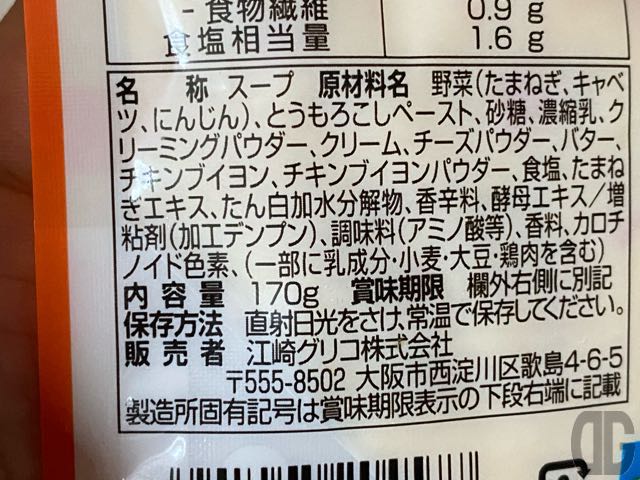 - 食物繊維 0.9 g
食塩相当量 1.6 g
名 称 スープ 原材料名 野菜(たまねぎ、キャベ
ツ、にんじん)、とうもろこしペースト、砂糖、濃縮乳、ク
リーミングパウダー、クリーム、チーズパウダー、バター、
チキンブイヨン、チキンブイヨンパウダー、食塩、たまね
ぎエキス、たん白加水分解物、香辛料、酵母エキス/増
粘剤(加工デンプン)、調味料(アミノ酸等)、香料、カロチ
ノイド色素、(一部に乳成分・小麦・大豆・鶏肉を含む)
内容量 170g 賞味期限 欄外右側に別記
保存方法 直射日光をさけ、常温で保存してください。
販売者 江崎グリコ株式会社
〒555-8502 大阪市西淀川区歌島4-6-5
製造所固有記号は賞味期限表示の下段右端に記載
DG